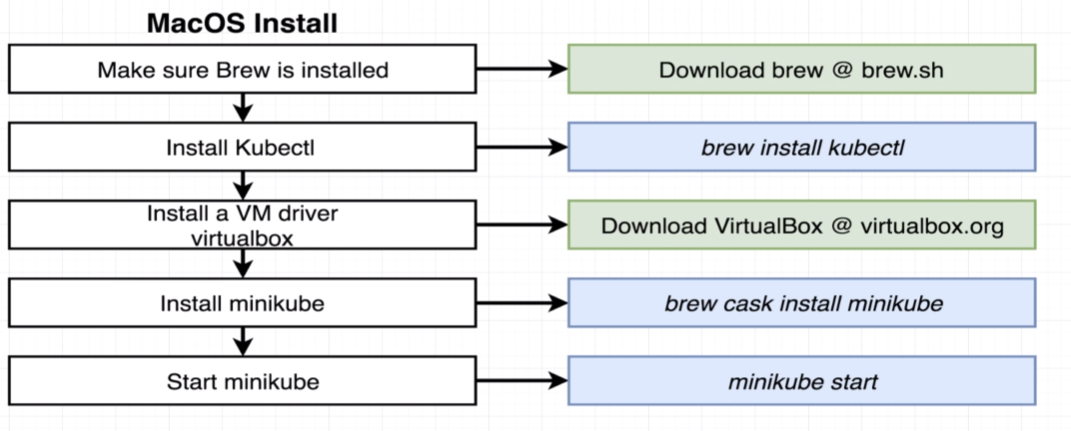 MacOS Install
Make sure Brew is installed
Download brew @ brew.sh
Install Kubectl
brew install kubectl
Install a VM driver
virtualbox
Download VirtualBox @ virtualbox.org
Install minikube
brew cask install minikube
Start minikube
minikube start